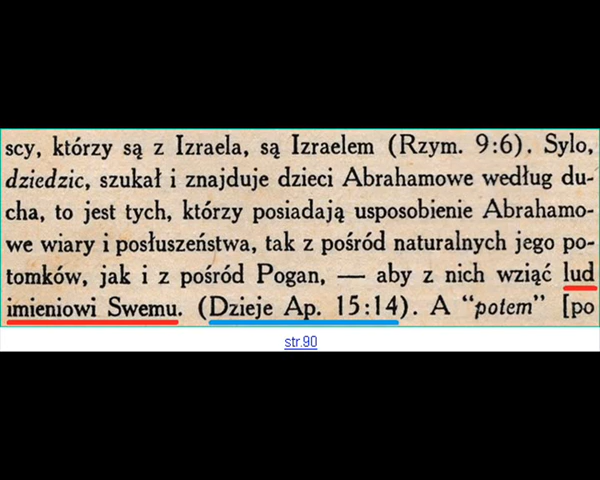 scy, którzy są z Izraela, są Izraelem (Rzym. 9:6). Sylo,
dziedzic, szukał i znajduje dzieci Abrahamowe według du-
cha, to jest tych, którzy posiadają usposobienie Abrahamo-
we wiary i posłuszeństwa, tak z pośród naturalnych jego po-
tomków, jak i z pośród Pogan, — aby z nich wziąć lud
imieniowi Swemu. (Dzieje Ap. 15:14). A "potem" [po
str.90